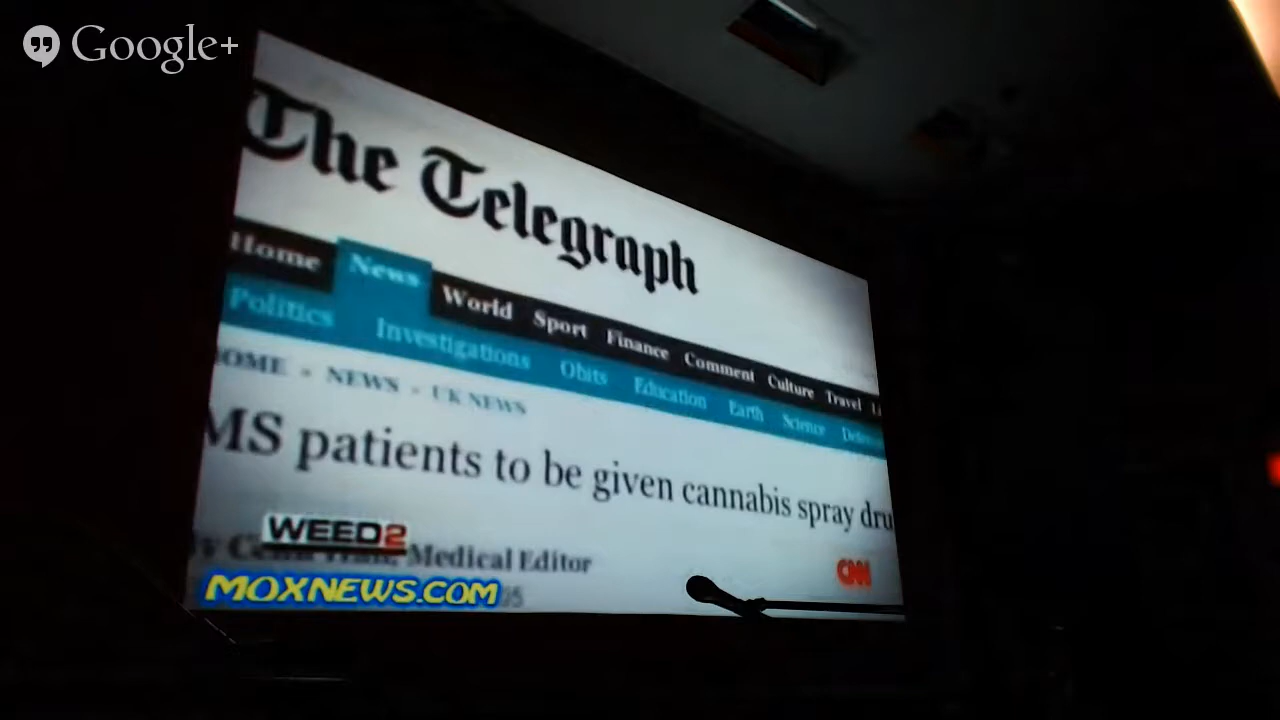 Google+
The Telegraph
Home News World Sport Finance Comment Culture Travel
Politics Investigations Obits Education Earth Science
HOME NEWS UK NEWS
MS patients to be given cannabis spray dru
WEED2
Medical Editor
CNN
MOXNEWS.COM